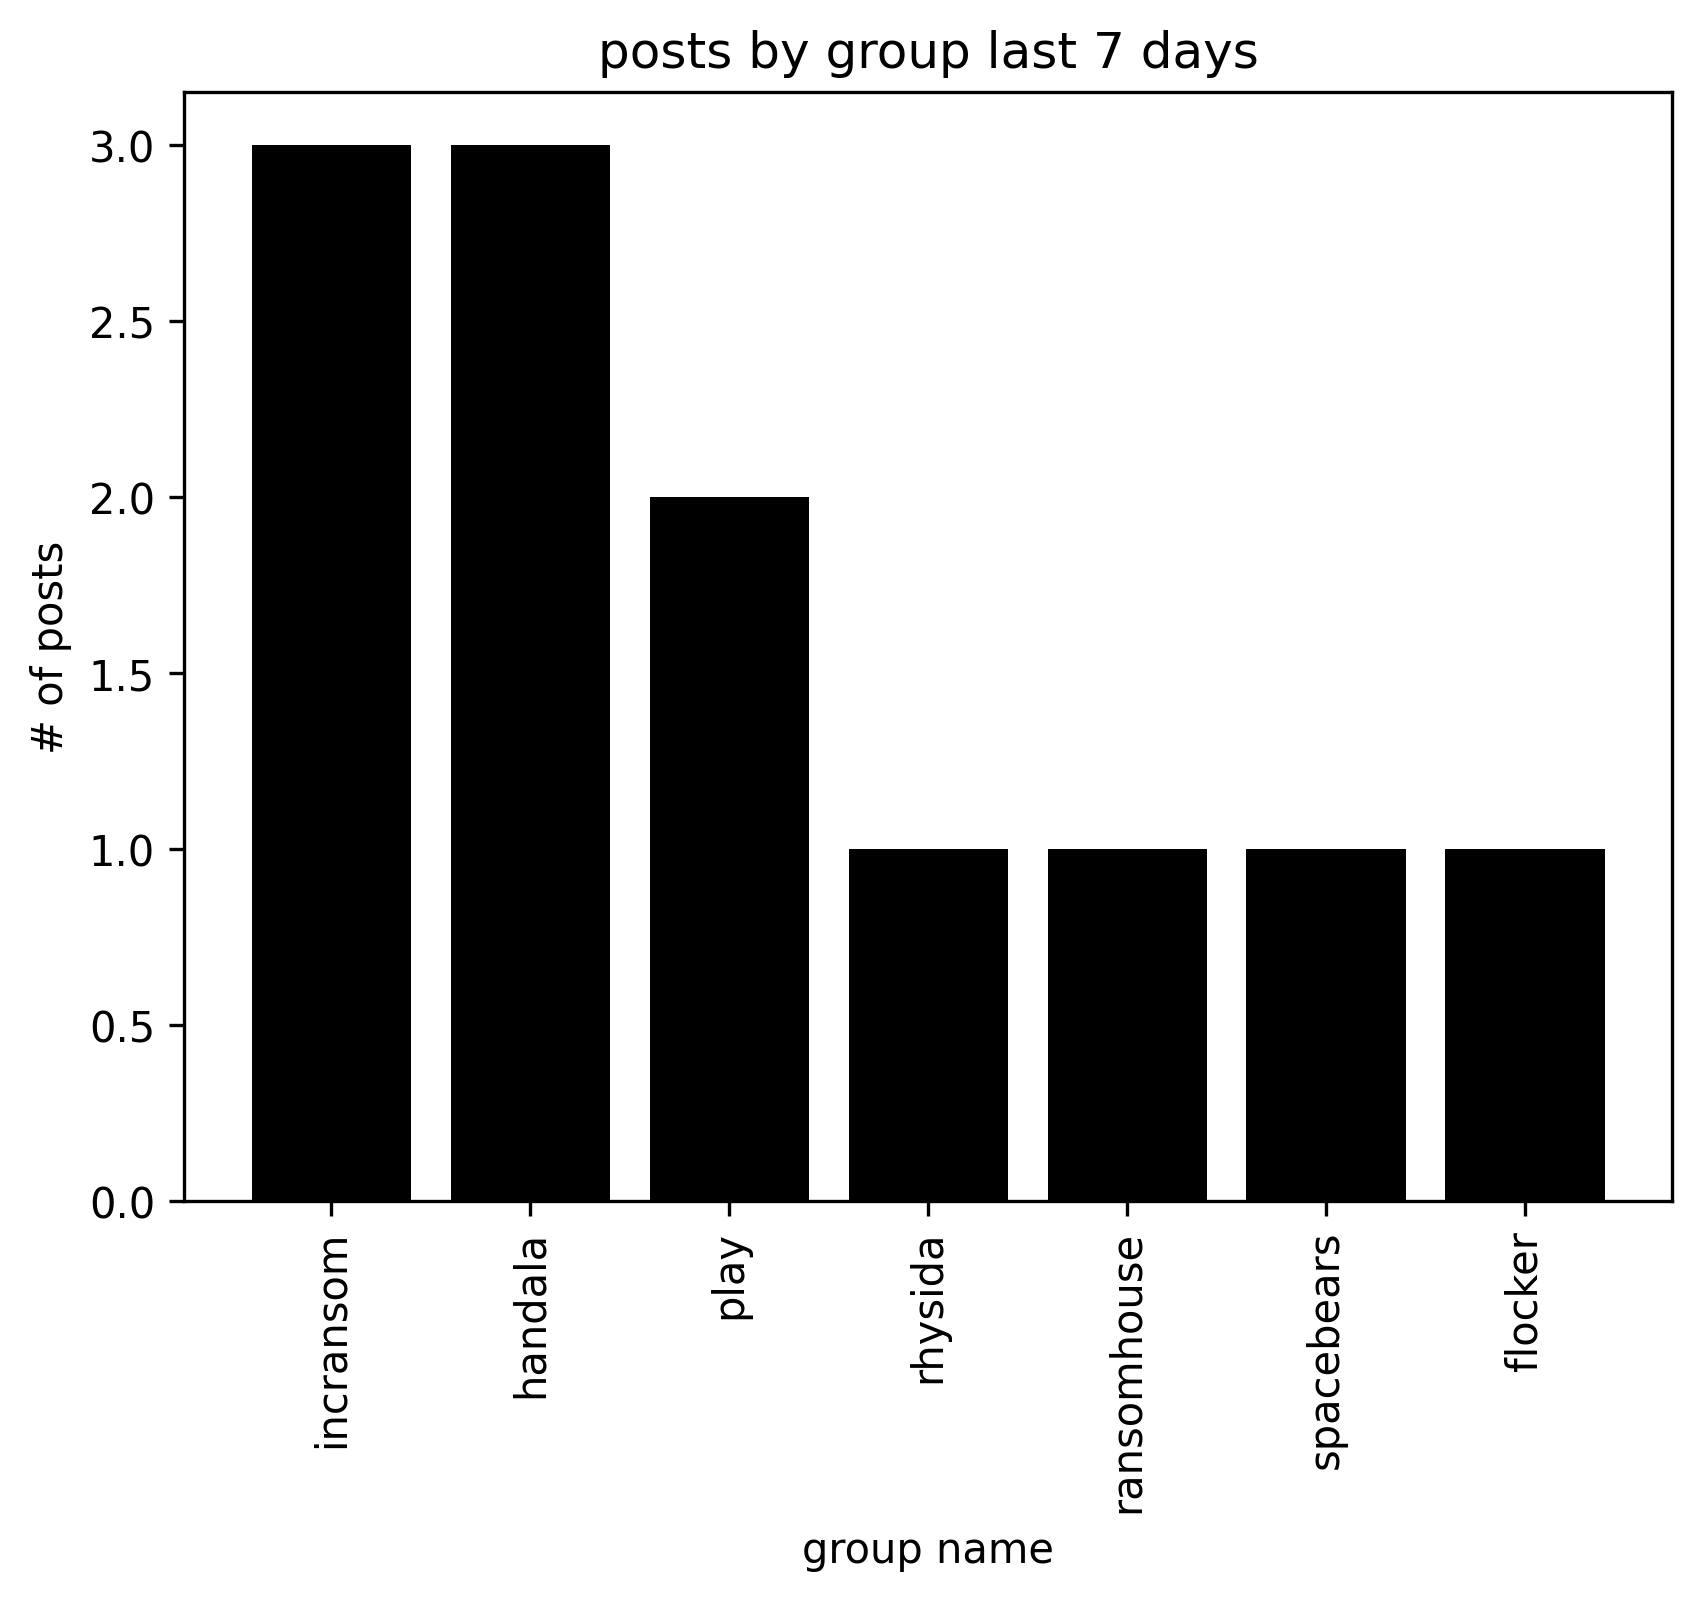 posts by group last 7 days
3.0
2.5
2.0
1.5
1.0
0.5
0.0
# of posts
incransom
handala
play
rhysida
ransomhouse
spacebears
flocker
group name